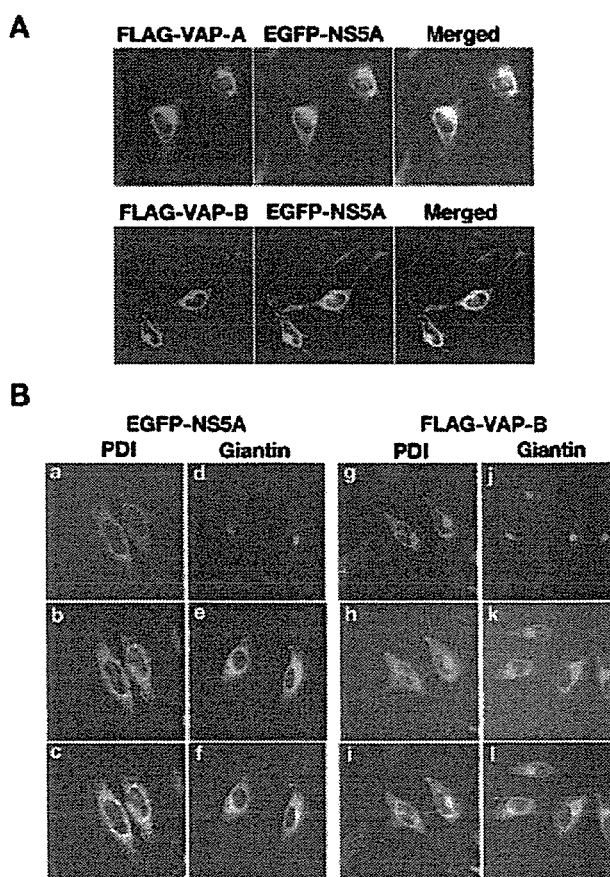 A
FLAG-VAP-A EGFP-NS5A Merged
FLAG-VAP-B EGFP-NS5A Merged
B
EGFP-NS5A FLAG-VAP-B
PDI Giantin PDI Giantin
a d g j
b e h k
c f i l